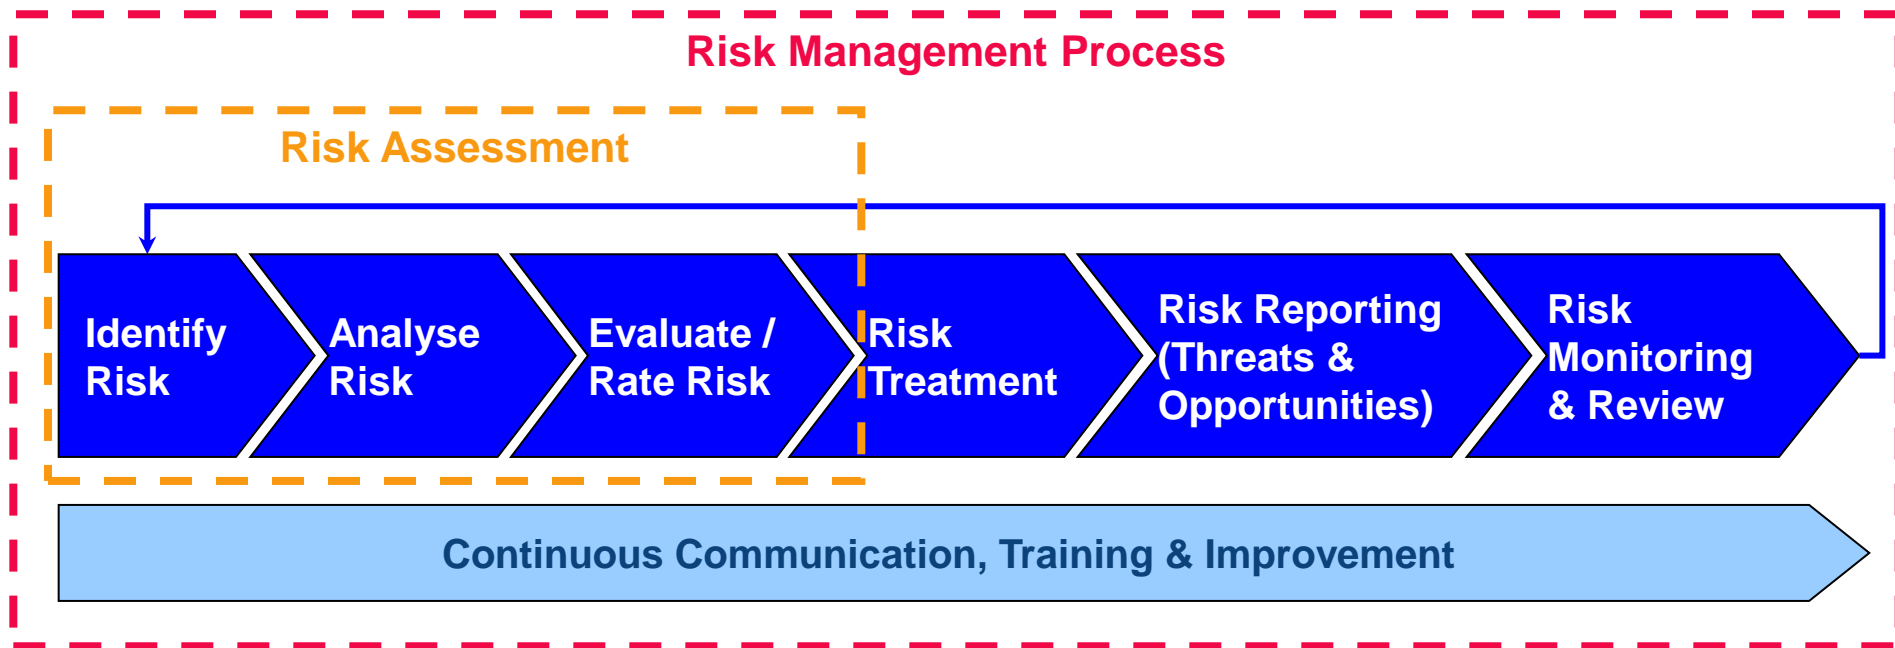 Risk Management Process
Risk Assessment
Identify
Risk
Analyse
Risk
Evaluate /
Rate Risk
Risk
Treatment
Risk Reporting
(Threats &
Opportunities)
Risk
Monitoring
& Review
Continuous Communication, Training & Improvement